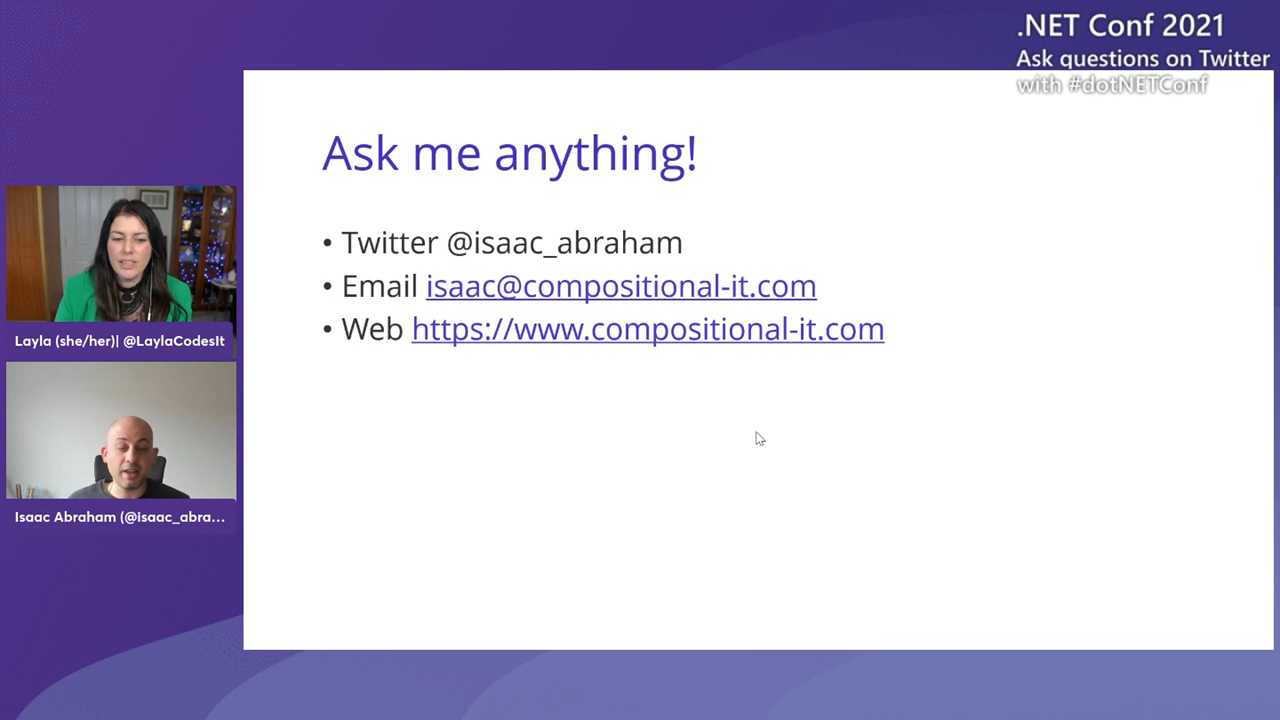 .NET Conf 2021
Ask questions on Twitter
with #dotNETConf
Ask me anything!
• Twitter @isaac_abraham
• Email isaac@compositional-it.com
• Web https://www.compositional-it.com
Layla (she/her)| @LaylaCodesIt
Isaac Abraham (@isaac_abra...